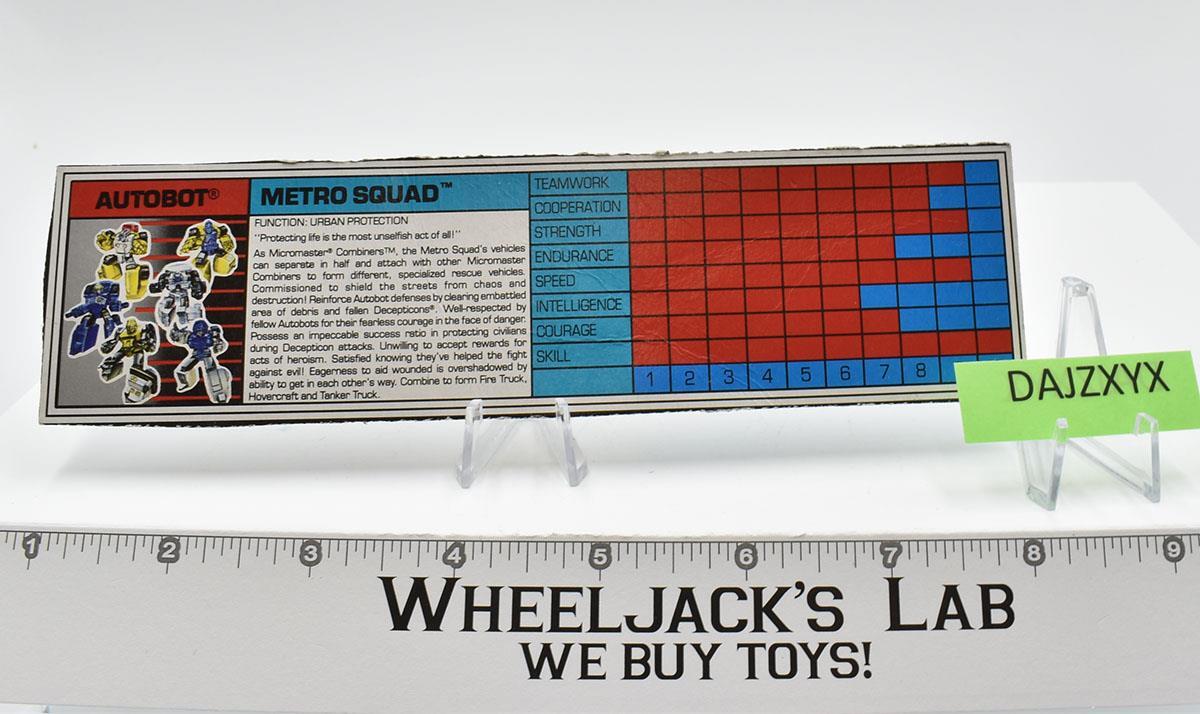 AUTOBOT®
METRO SQUAD™
FUNCTION: URBAN PROTECTION
"Protecting life is the most unselfish act of all!"
As Micromaster® Combiners™, the Metro Squad's vehicles
can separate in half and attach with other Micromaster
Combiners to form different, specialized rescue vehicles.
Commissioned to shield the streets from chaos and
destruction! Reinforce Autobot defenses by clearing embattled
area of debris and fallen Decepticons®. Well-respected by
fellow Autobots for their fearless courage in the face of danger.
Possess an impeccable success ratio in protecting civilians
during Decepticon attacks. Unwilling to accept rewards for
acts of heroism. Satisfied knowing they've helped the fight
against evil! Eagerness to aid wounded is overshadowed by
ability to get in each other's way. Combine to form Fire Truck,
Hovercraft and Tanker Truck.
TEAMWORK
COOPERATION
STRENGTH
ENDURANCE
SPEED
INTELLIGENCE
COURAGE
SKILL
1 2 3 4 5 6 7 8
DAJZXYX
1 2 3 4 5 6 7 8 9
WHEELJACK'S LAB
WE BUY TOYS!